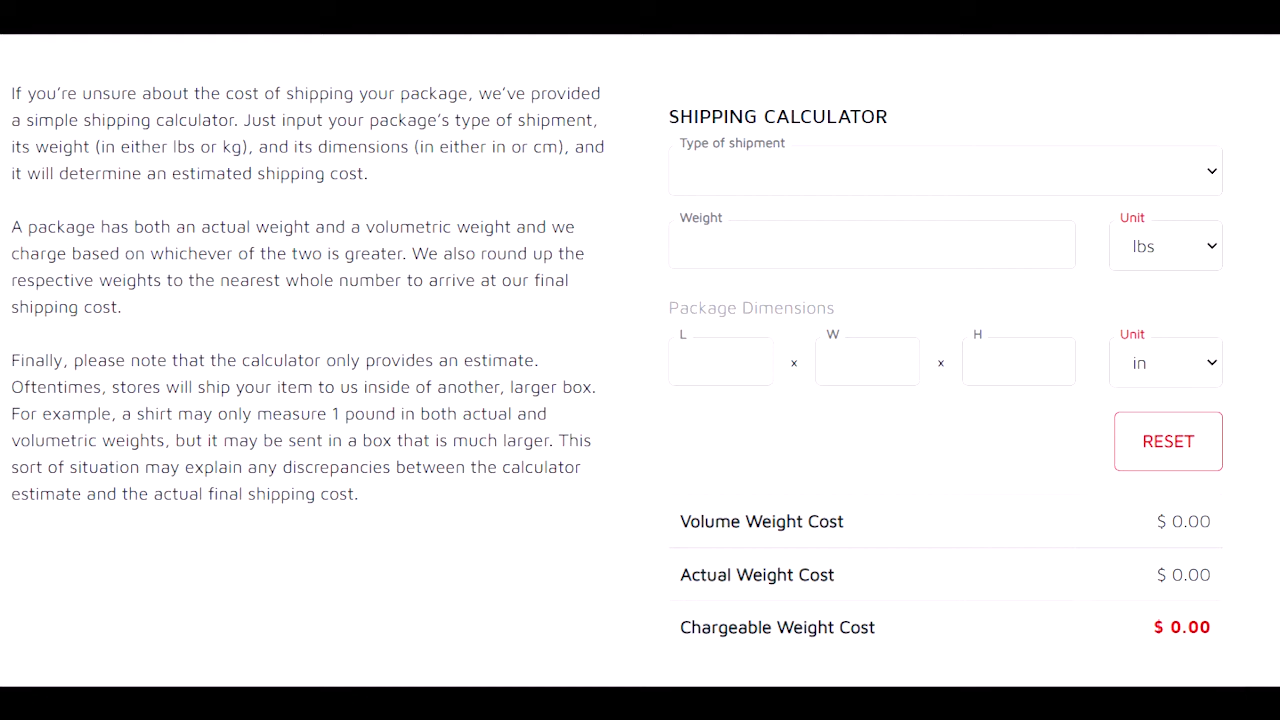 If you’re unsure about the cost of shipping your package, we’ve provided
a simple shipping calculator. Just input your package’s type of shipment,
its weight (in either lbs or kg), and its dimensions (in either in or cm), and
it will determine an estimated shipping cost.
A package has both an actual weight and a volumetric weight and we
charge based on whichever of the two is greater. We also round up the
respective weights to the nearest whole number to arrive at our final
shipping cost.
Finally, please note that the calculator only provides an estimate.
Oftentimes, stores will ship your item to us inside of another, larger box.
For example, a shirt may only measure 1 pound in both actual and
volumetric weights, but it may be sent in a box that is much larger. This
sort of situation may explain any discrepancies between the calculator
estimate and the actual final shipping cost.
SHIPPING CALCULATOR
Type of shipment
Weight Unit
lbs
Package Dimensions
L W H Unit
x x in
RESET
Volume Weight Cost $ 0.00
Actual Weight Cost $ 0.00
Chargeable Weight Cost $ 0.00